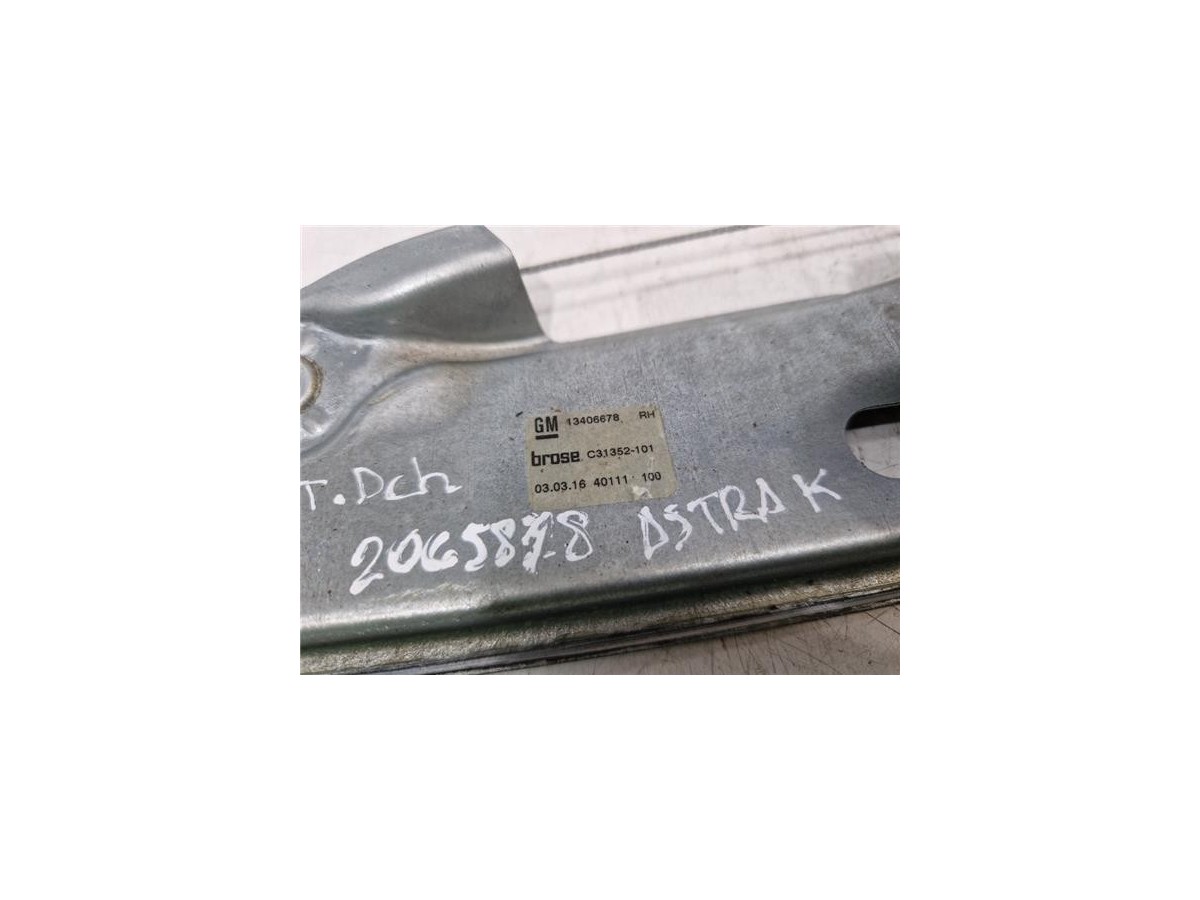 GM 13406678 RH
brose C31352-101
03.03.16 40111 100
T.Dch
ASTRA K